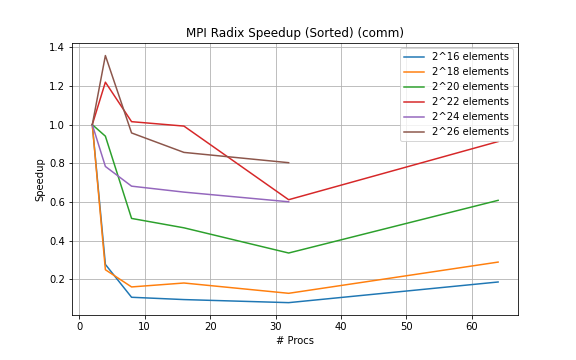 MPI Radix Speedup (Sorted) (comm)
1.4
1.2
1.0
0.8
0.6
0.4
0.2
Speedup
0
10
20
30
40
50
60
# Procs
2^16 elements
2^18 elements
2^20 elements
2^22 elements
2^24 elements
2^26 elements